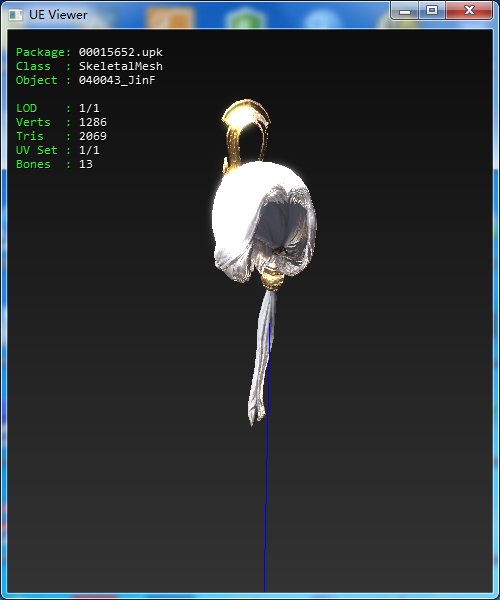 UE Viewer
Package: 00015652.upk
Class : SkeletalMesh
Object : 040043_JinF
LOD : 1/1
Verts : 1286
Tris : 2069
UV Set : 1/1
Bones : 13